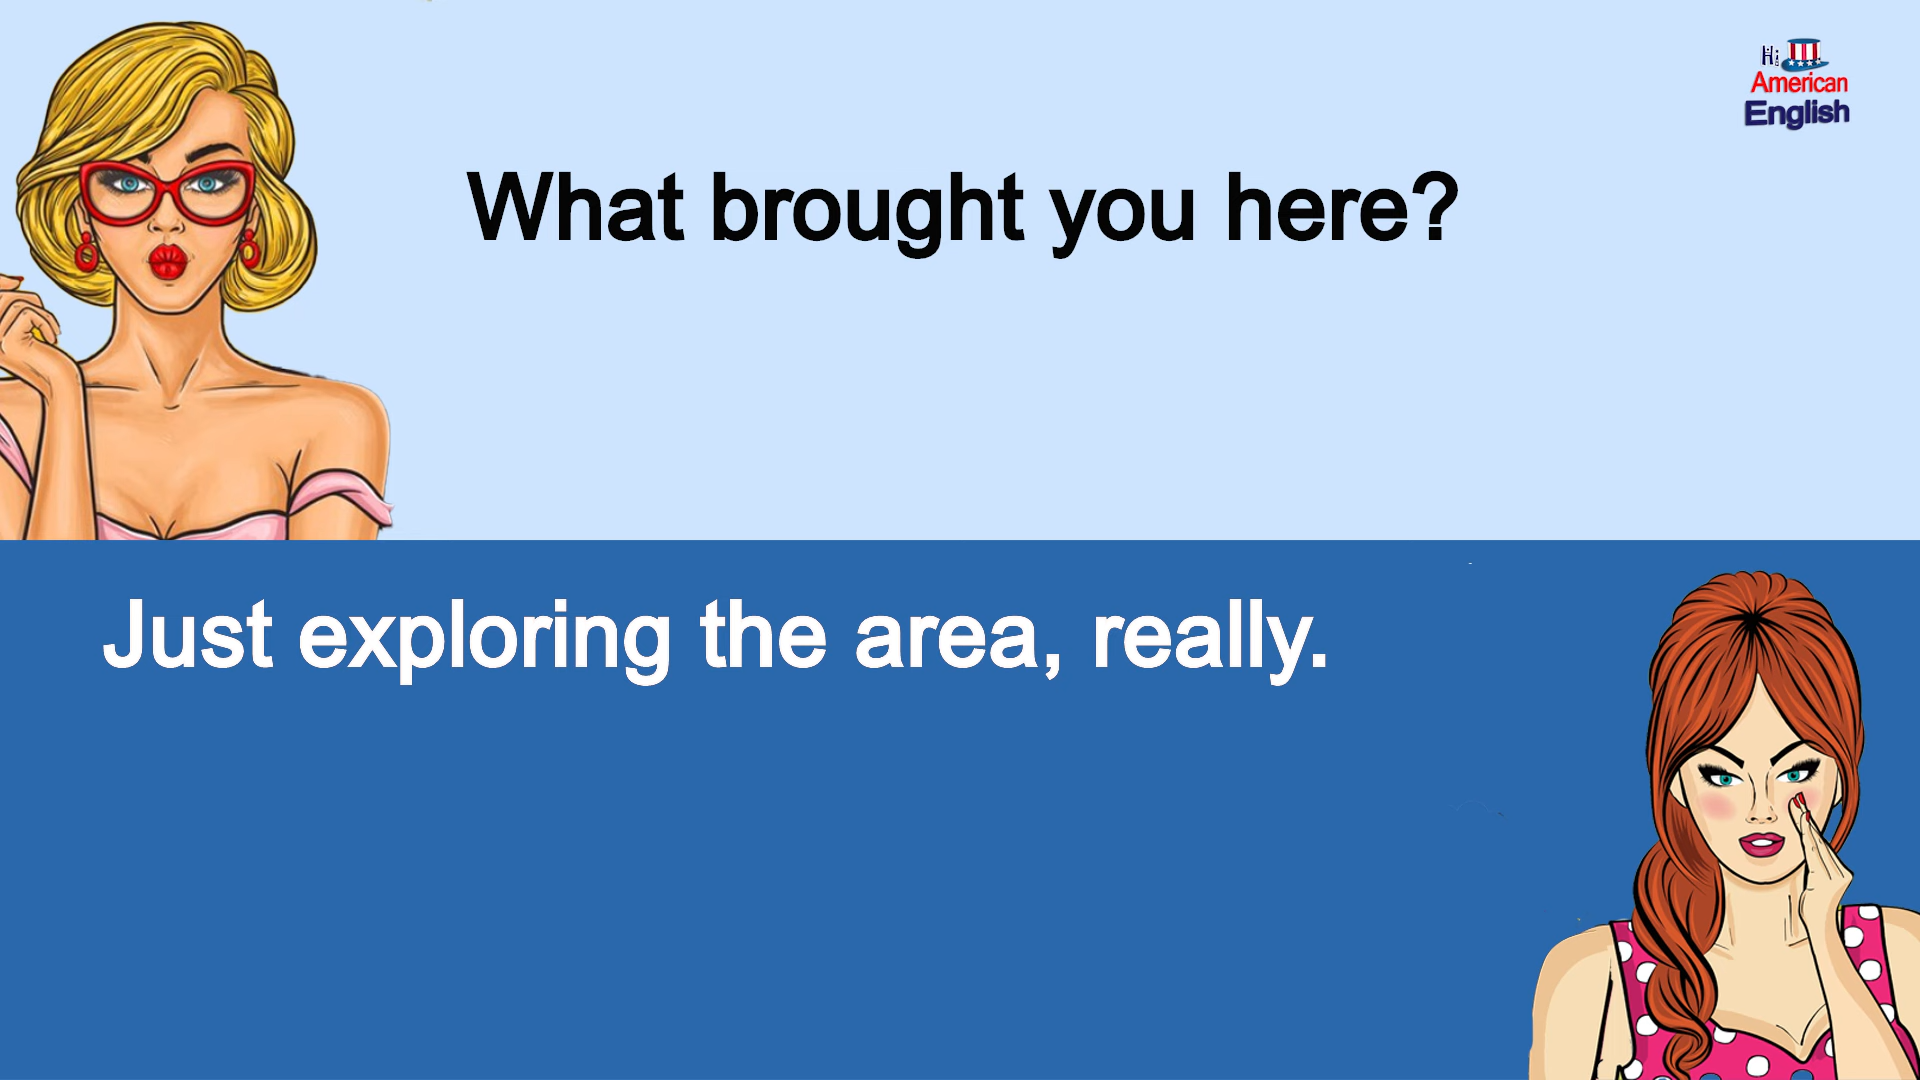 Hi
American
English
What brought you here?
Just exploring the area, really.